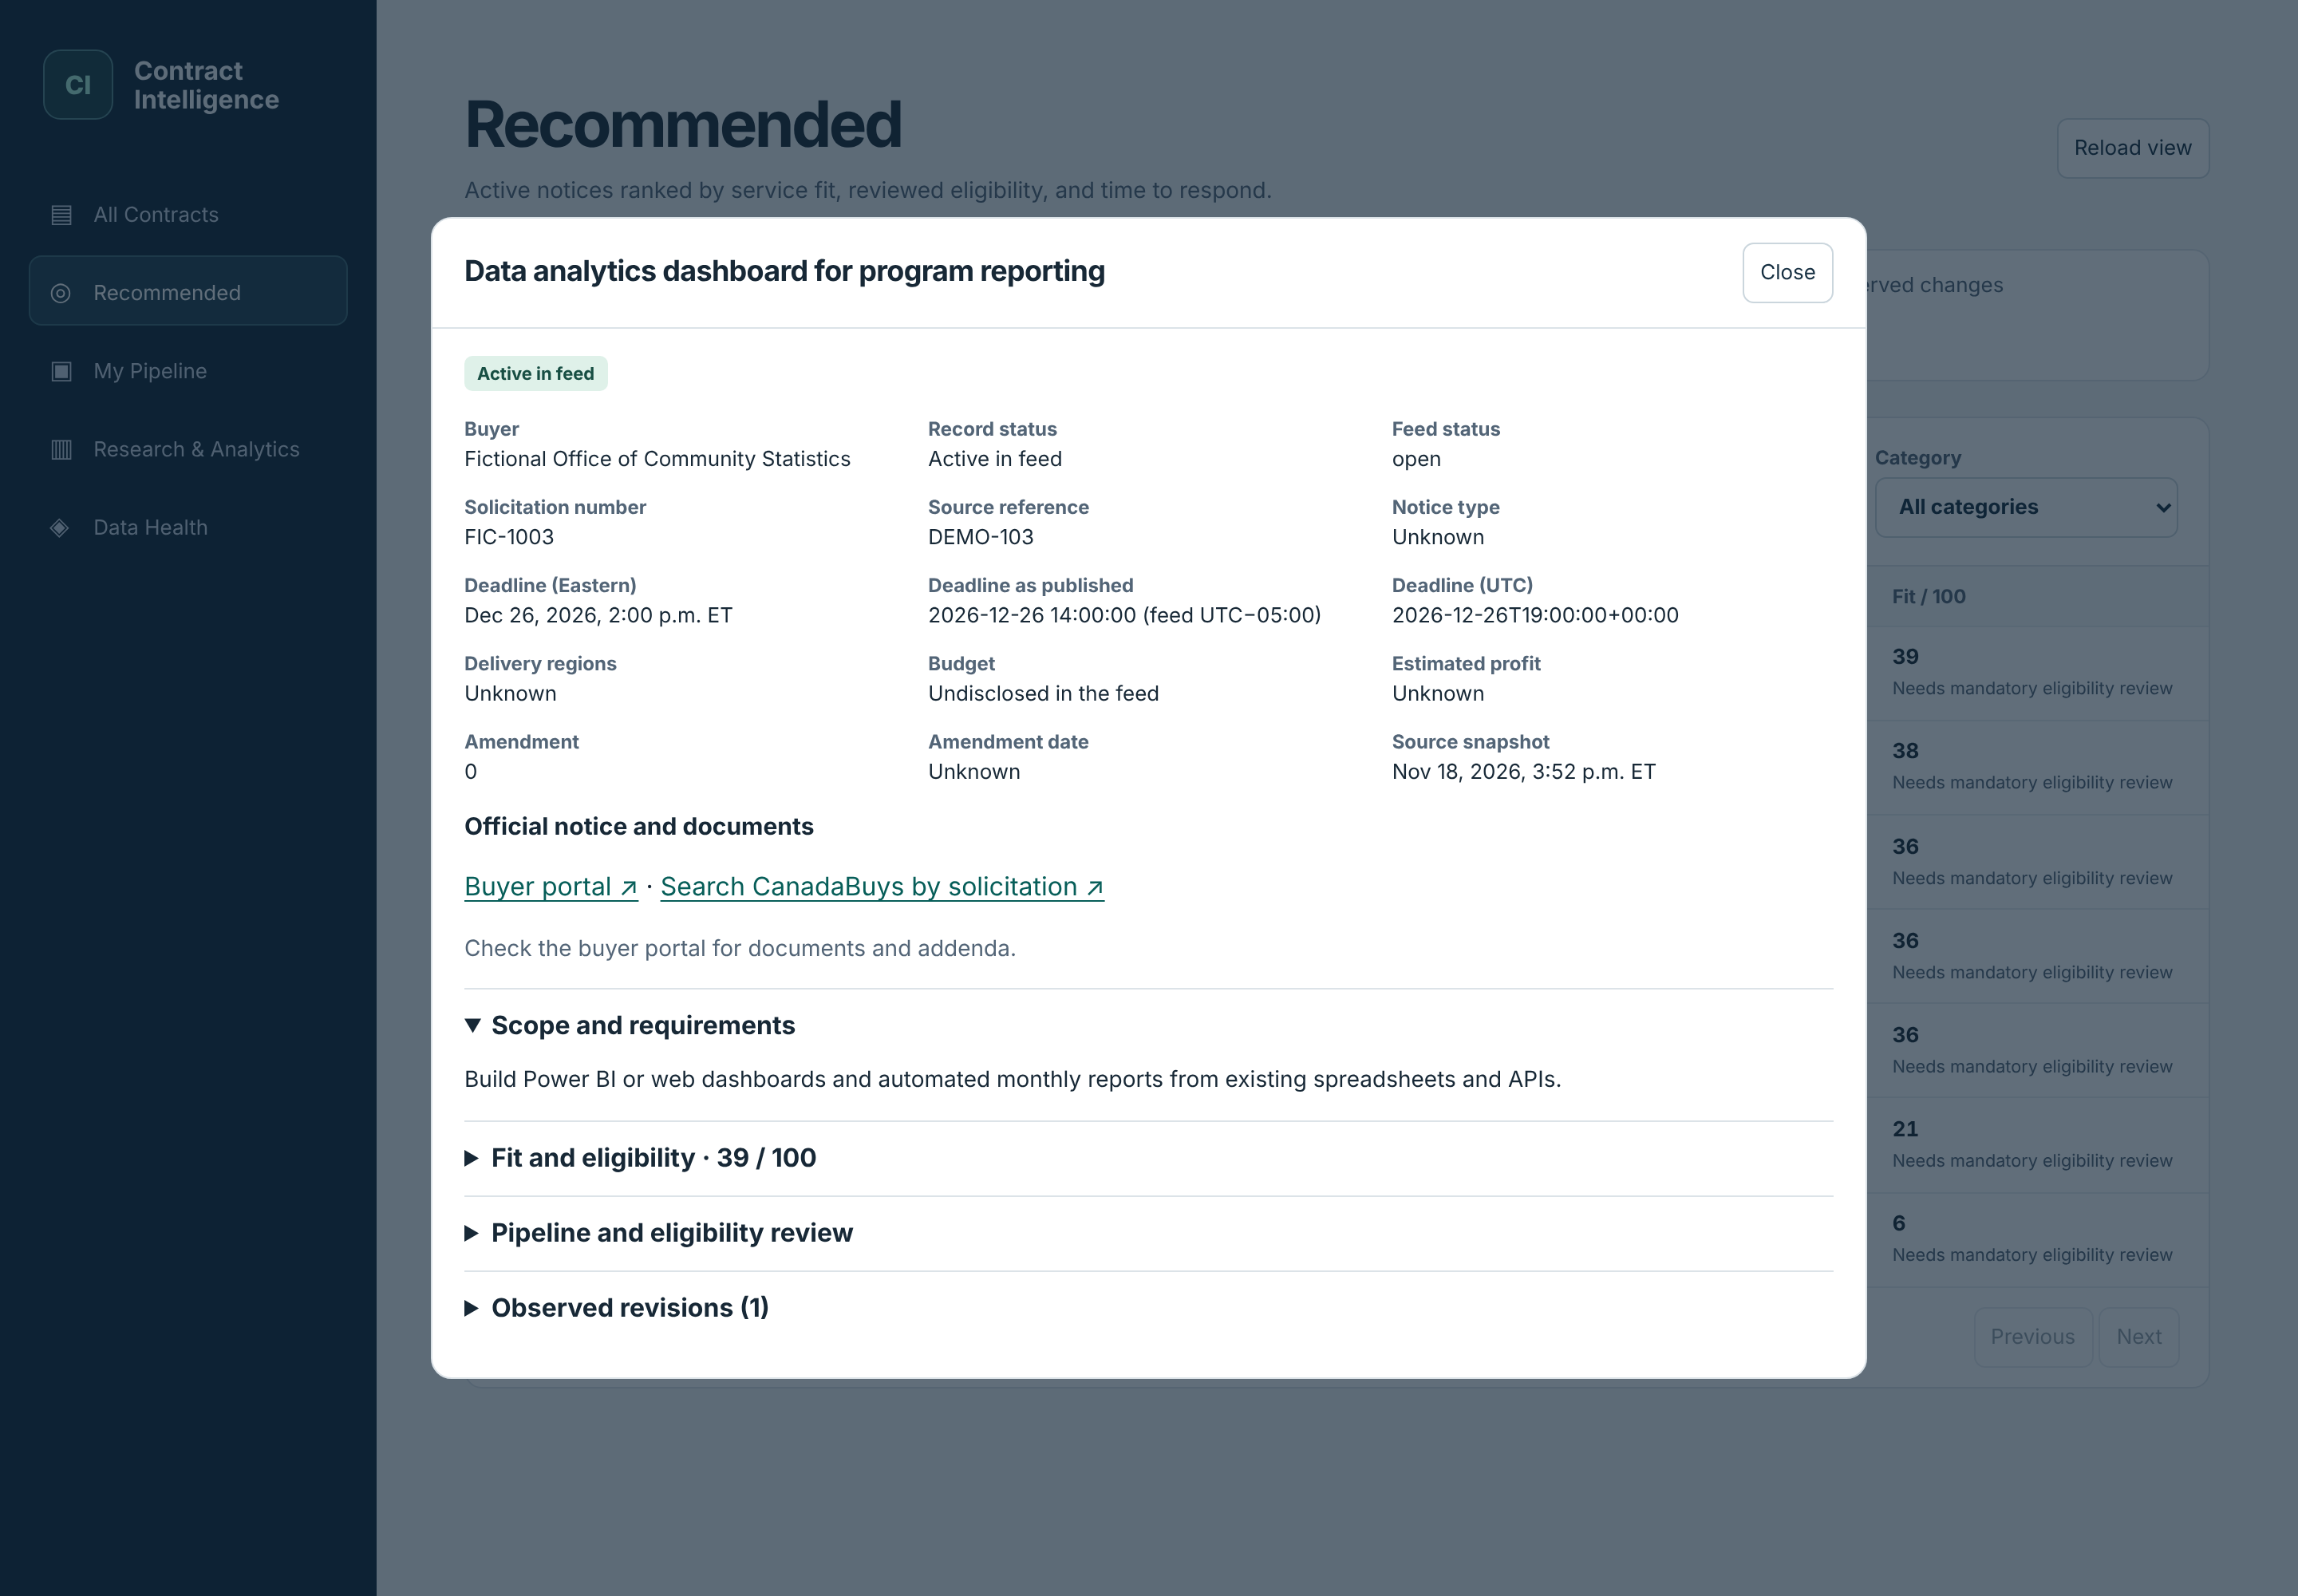 CI
Contract
Intelligence
All Contracts
Recommended
My Pipeline
Research & Analytics
Data Health
Recommended
Active notices ranked by service fit, reviewed eligibility, and time to respond.
Reload view
changes
Category
All categories
Fit / 100
39
Needs mandatory eligibility review
38
Needs mandatory eligibility review
36
Needs mandatory eligibility review
36
Needs mandatory eligibility review
36
Needs mandatory eligibility review
21
Needs mandatory eligibility review
6
Needs mandatory eligibility review
Previous Next
Data analytics dashboard for program reporting
Close
Active in feed
Buyer Record status Feed status
Fictional Office of Community Statistics Active in feed open
Solicitation number Source reference Notice type
FIC-1003 DEMO-103 Unknown
Deadline (Eastern) Deadline as published Deadline (UTC)
Dec 26, 2026, 2:00 p.m. ET 2026-12-26 14:00:00 (feed UTC−05:00) 2026-12-26T19:00:00+00:00
Delivery regions Budget Estimated profit
Unknown Undisclosed in the feed Unknown
Amendment Amendment date Source snapshot
0 Unknown Nov 18, 2026, 3:52 p.m. ET
Official notice and documents
Buyer portal ↗ · Search CanadaBuys by solicitation ↗
Check the buyer portal for documents and addenda.
▼ Scope and requirements
Build Power BI or web dashboards and automated monthly reports from existing spreadsheets and APIs.
▶ Fit and eligibility · 39 / 100
▶ Pipeline and eligibility review
▶ Observed revisions (1)